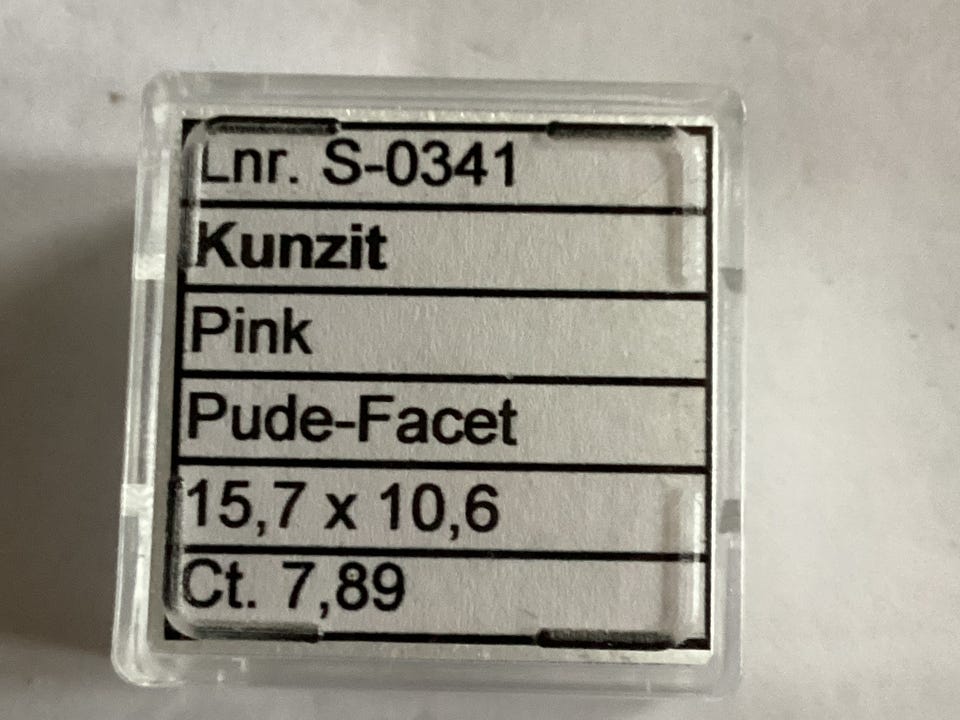 Lnr. S-0341
Kunzit
Pink
Pude-Facet
15,7 x 10,6
Ct. 7,89